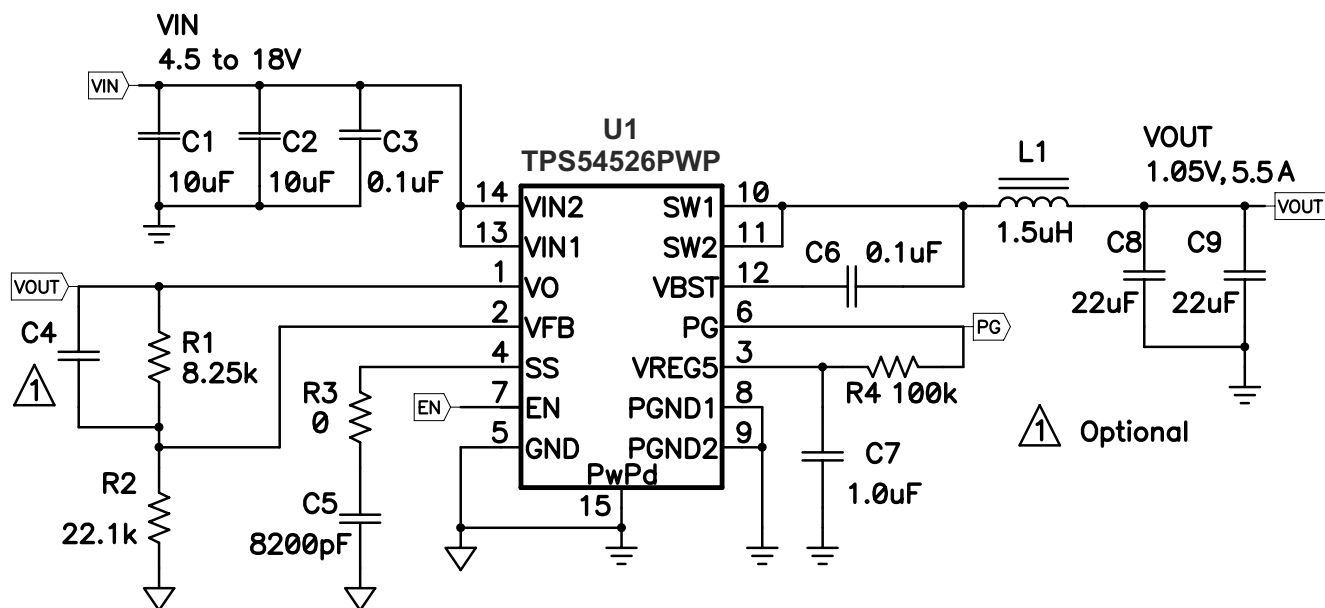 VIN
4.5 to 18V
VIN
C1
10uF
C2
10uF
C3
0.1uF
U1
TPS54526PWP
14
VIN2
13
VIN1
1
VO
2
VFB
4
SS
7
EN
5
GND
PwPd
15
SW1
10
SW2
11
VBST
12
PG
6
VREG5
3
PGND1
8
PGND2
9
VOUT
C4
1
R1
8.25k
R2
22.1k
R3
0
C5
8200pF
EN
C6
0.1uF
L1
1.5uH
VOUT
1.05V, 5.5 A
VOUT
C8
22uF
C9
22uF
PG
R4 100k
C7
1.0uF
1 Optional